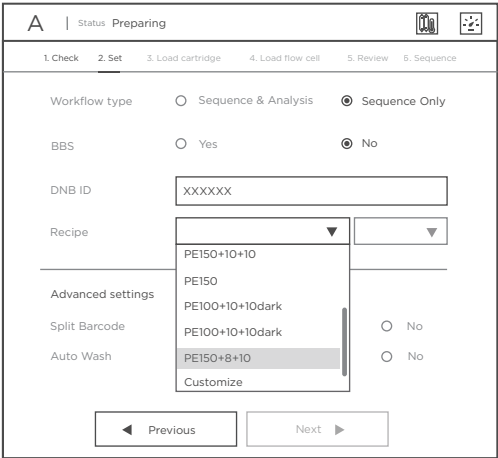 A | Status Preparing
1. Check 2. Set 3. Load cartridge 4. Load flow cell 5. Review 6. Sequence
Workflow type Sequence & Analysis Sequence Only
BBS Yes No
DNB ID XXXXXX
Recipe
PE150+10+10
PE150
Advanced settings
PE100+10+10dark
Split Barcode PE100+10+10dark No
Auto Wash PE150+8+10 No
Customize
Previous Next